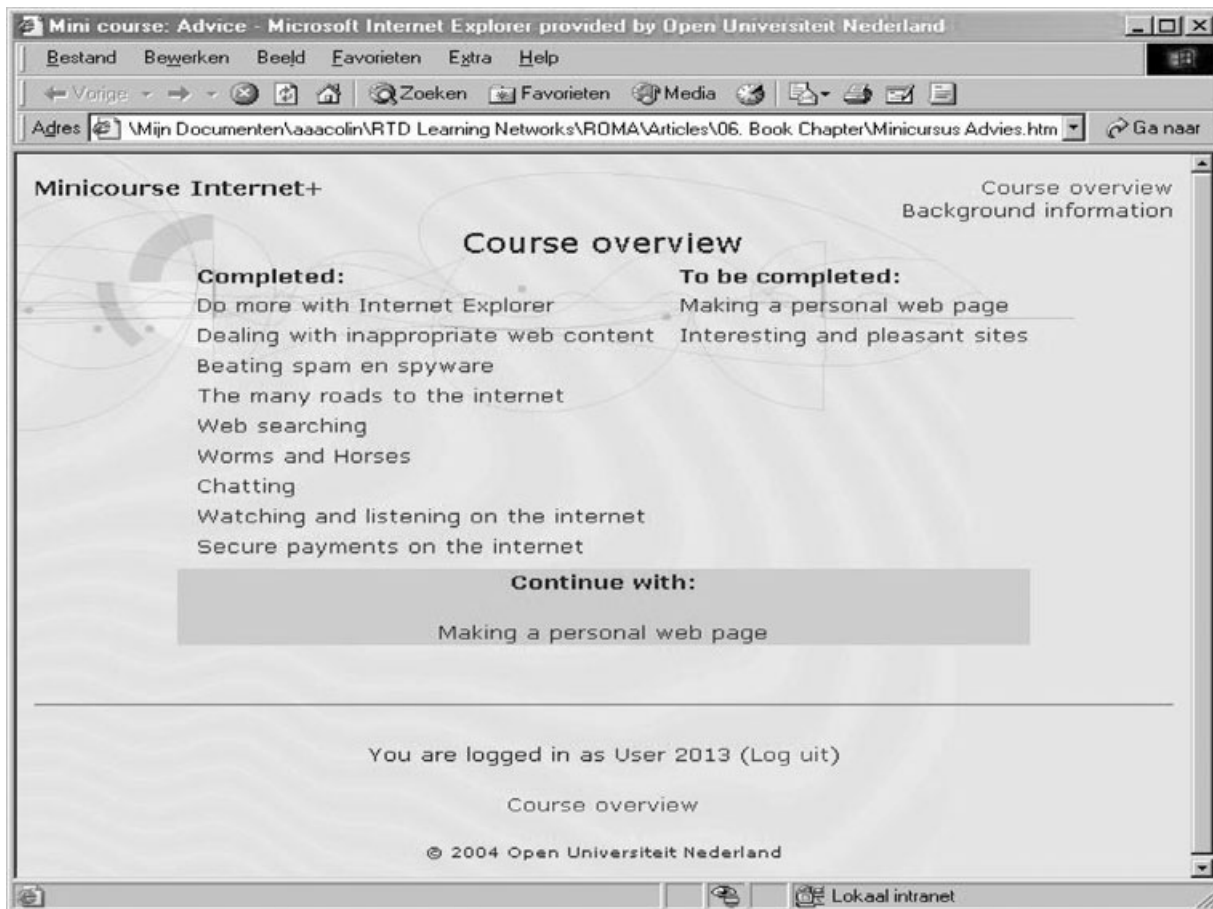 Mini course: Advice - Microsoft Internet Explorer provided by Open Universiteit Nederland
Bestand Bewerken Beeld Favorieten Extra Help
Vorige Zoeken Favorieten Media
Adres \Mijn Documenten\aaacolin\RTD Learning Networks\ROMA\Articles\06. Book Chapter\Minicursus Advies.htm Ga naar
Minicourse Internet+
Course overview
Background information
Course overview
Completed: To be completed:
Do more with Internet Explorer Making a personal web page
Dealing with inappropriate web content Interesting and pleasant sites
Beating spam en spyware
The many roads to the internet
Web searching
Worms and Horses
Chatting
Watching and listening on the internet
Secure payments on the internet
Continue with:
Making a personal web page
You are logged in as User 2013 (Log uit)
Course overview
© 2004 Open Universiteit Nederland
Lokaal intranet